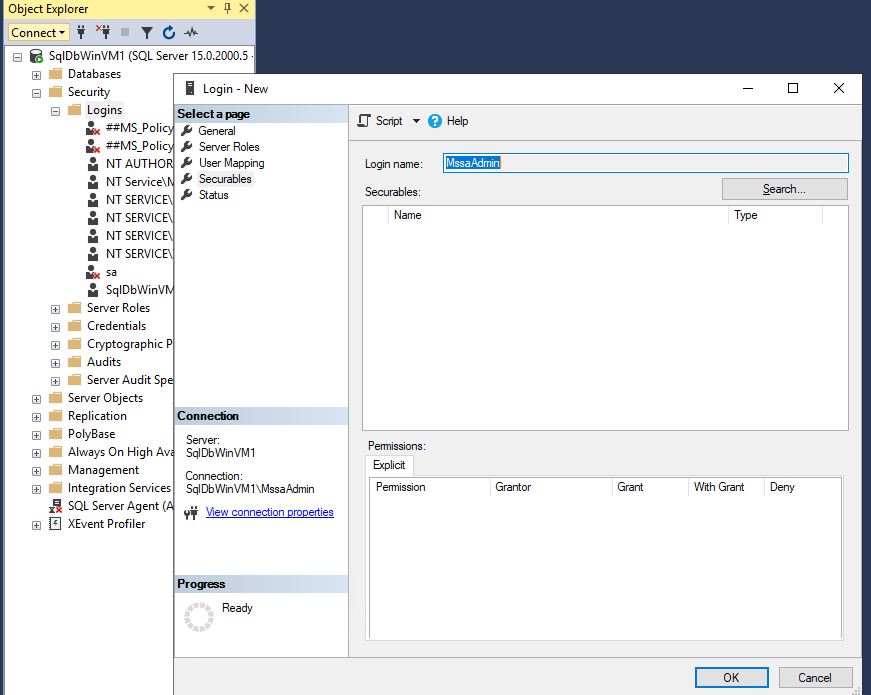 Object Explorer
Connect
SqlDbWinVM1 (SQL Server 15.0.2000.5 -
Databases
Security
Logins
##MS_Policy
##MS_Policy
NT AUTHOR
NT Service\M
NT SERVICE\
NT SERVICE\
NT SERVICE\
NT SERVICE\
sa
SqlDbWinVM
Server Roles
Credentials
Cryptographic P
Audits
Server Audit Spe
Server Objects
Replication
PolyBase
Always On High Ava
Management
Integration Services
SQL Server Agent (A
XEvent Profiler
Login - New
Select a page
General
Server Roles
User Mapping
Securables
Status
Connection
Server:
SqlDbWinVM1
Connection:
SqlDbWinVM1\MssaAdmin
View connection properties
Progress
Ready
Script
Help
Login name: MssaAdmin
Securables: Search...
Name Type
Permissions:
Explicit
Permission Grantor Grant With Grant Deny
OK Cancel